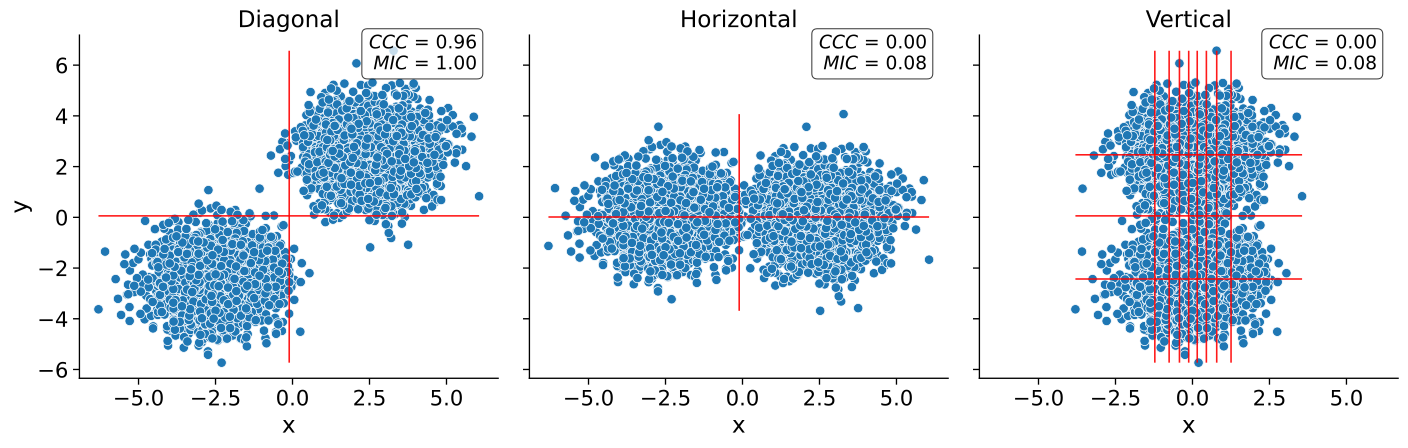 Diagonal
CCC = 0.96
MIC = 1.00
6
4
2
0
−2
−4
−6
y
−5.0 −2.5 0.0 2.5 5.0
x
Horizontal
CCC = 0.00
MIC = 0.08
−5.0 −2.5 0.0 2.5 5.0
x
Vertical
CCC = 0.00
MIC = 0.08
−5.0 −2.5 0.0 2.5 5.0
x